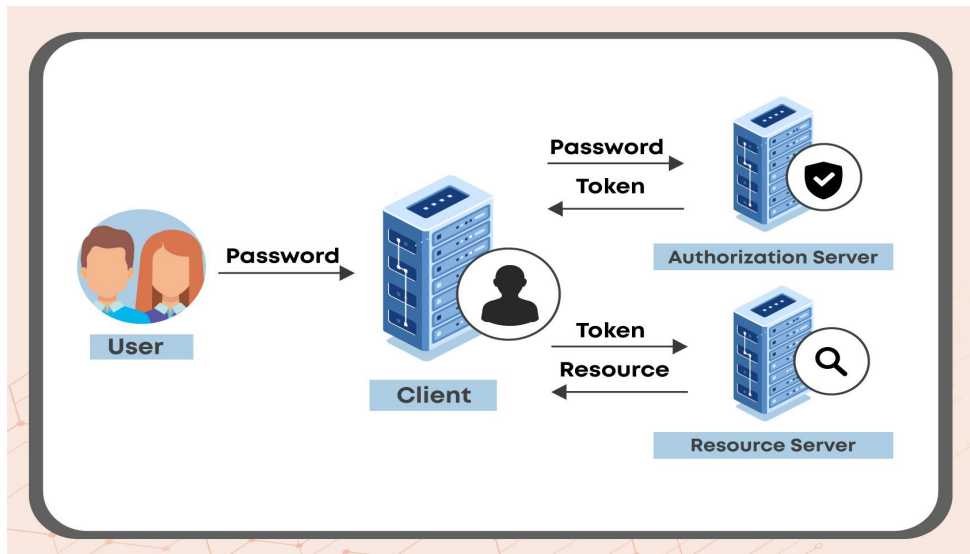 Password
Token
Authorization Server
Password
User
Client
Token
Resource
Resource Server